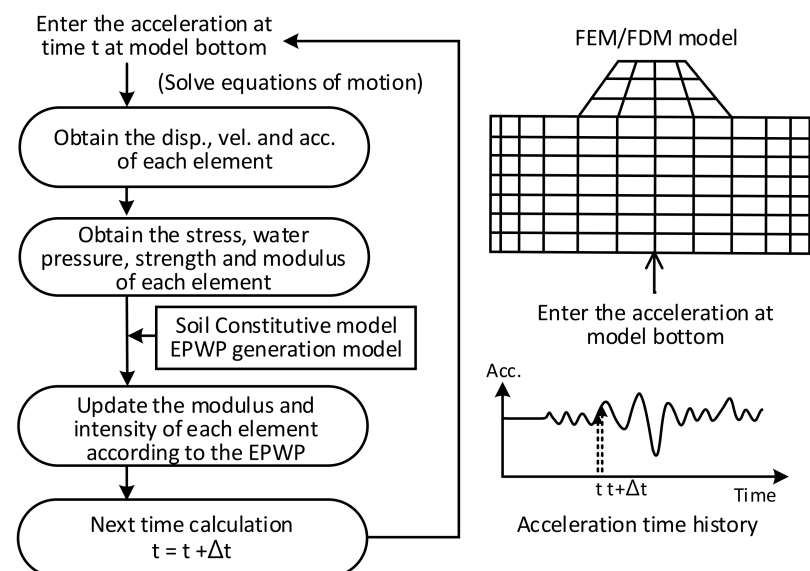 Enter the acceleration at
time t at model bottom
(Solve equations of motion)
Obtain the disp., vel. and acc.
of each element
Obtain the stress, water
pressure, strength and modulus
of each element
Soil Constitutive model
EPWP generation model
Update the modulus and
intensity of each element
according to the EPWP
Next time calculation
t = t +Δt
FEM/FDM model
Enter the acceleration at
model bottom
Acc.
t t+Δt
Time
Acceleration time history